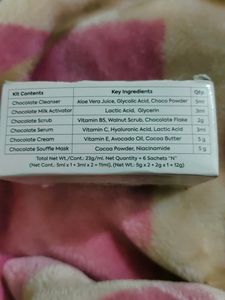 Kit Contents Key Ingredients Qty.
Chocolate Cleanser Aloe Vera Juice, Glycolic Acid, Choco Powder 5ml
Chocolate Milk Activator Lactic Acid, Glycerin 3ml
Chocolate Scrub Vitamin B5, Walnut Scrub, Chocolate Flake 2g
Chocolate Serum Vitamin C, Hyaluronic Acid, Lactic Acid 3ml
Chocolate Cream Vitamin E, Avocado Oil, Cocoa Butter 5 g
Chocolate Souffle Mask Cocoa Powder, Niacinamide 5 g
Total Net Wt./Cont.: 23g/ml. Net Quantity = 6 Sachets "N"
(Net Cont.: 5ml x 1 + 3ml x 2 = 11ml), (Net Wt.: 5g x 2 + 2g x 1 = 12g)